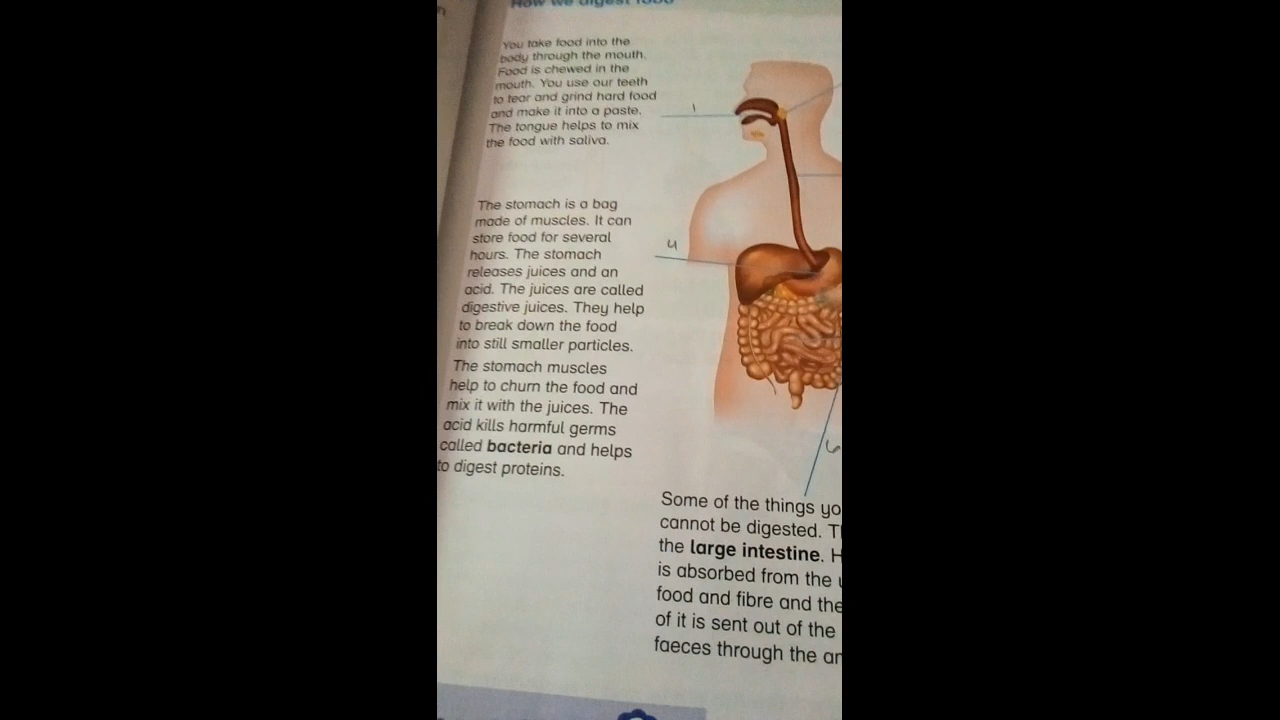 How we digest food
You take food into the
body through the mouth.
Food is chewed in the
mouth. You use our teeth
to tear and grind hard food
and make it into a paste.
The tongue helps to mix
the food with saliva.
1
The stomach is a bag
made of muscles. It can
store food for several
hours. The stomach
releases juices and an
acid. The juices are called
digestive juices. They help
to break down the food
into still smaller particles.
The stomach muscles
help to churn the food and
mix it with the juices. The
acid kills harmful germs
called bacteria and helps
to digest proteins.
4
Some of the things yo
cannot be digested. T
the large intestine. H
is absorbed from the
food and fibre and the
of it is sent out of the
faeces through the an